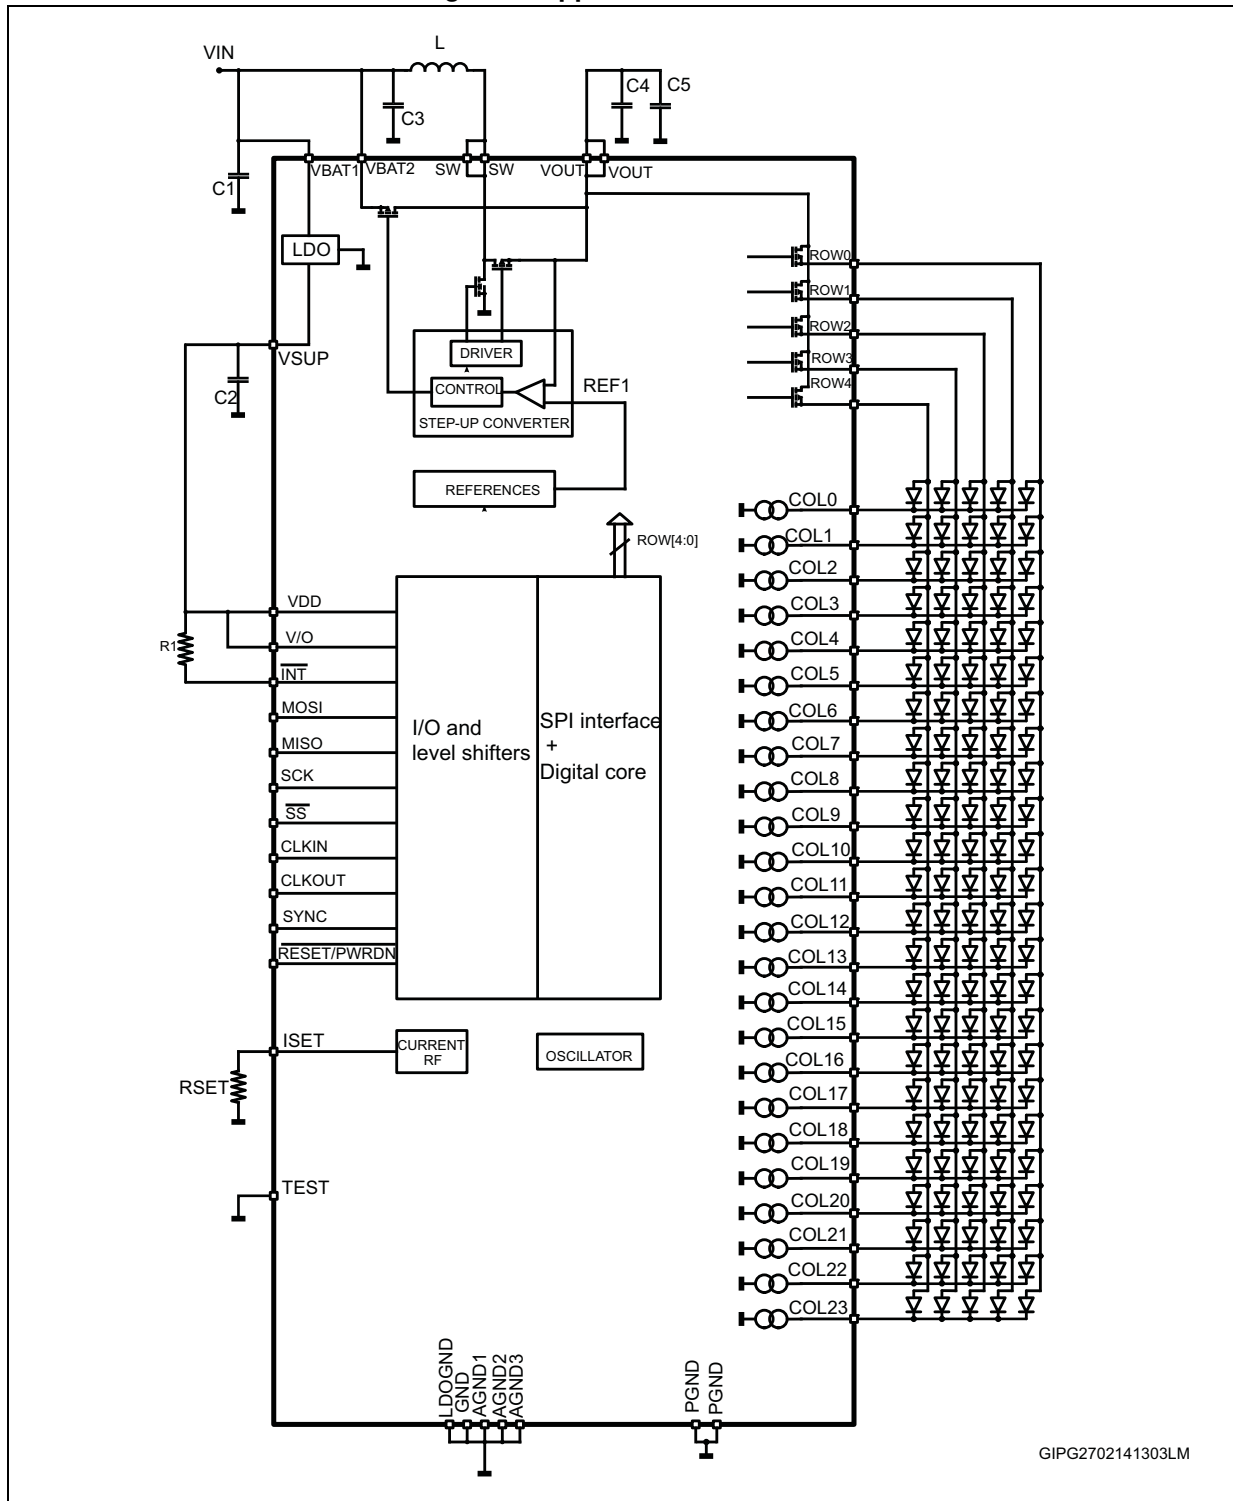 L
VIN
C4
C5
C3
C1
VBAT1
VBAT2
SW
SW
VOUT
VOUT
LDO
ROW0
ROW1
ROW2
ROW3
ROW4
VSUP
C2
DRIVER
CONTROL
REF1
STEP-UP CONVERTER
REFERENCES
ROW[4:0]
COL0
COL1
COL2
COL3
COL4
COL5
COL6
COL7
COL8
COL9
COL10
COL11
COL12
COL13
COL14
COL15
COL16
COL17
COL18
COL19
COL20
COL21
COL22
COL23
VDD
V/O
R1
INT
MOSI
MISO
SCK
SS
CLKIN
CLKOUT
SYNC
RESET/PWRDN
I/O and
level shifters
SPI interface
+
Digital core
ISET
CURRENT
RF
OSCILLATOR
RSET
TEST
LDOGND
GND
AGND1
AGND2
AGND3
PGND
PGND
GIPG2702141303LM